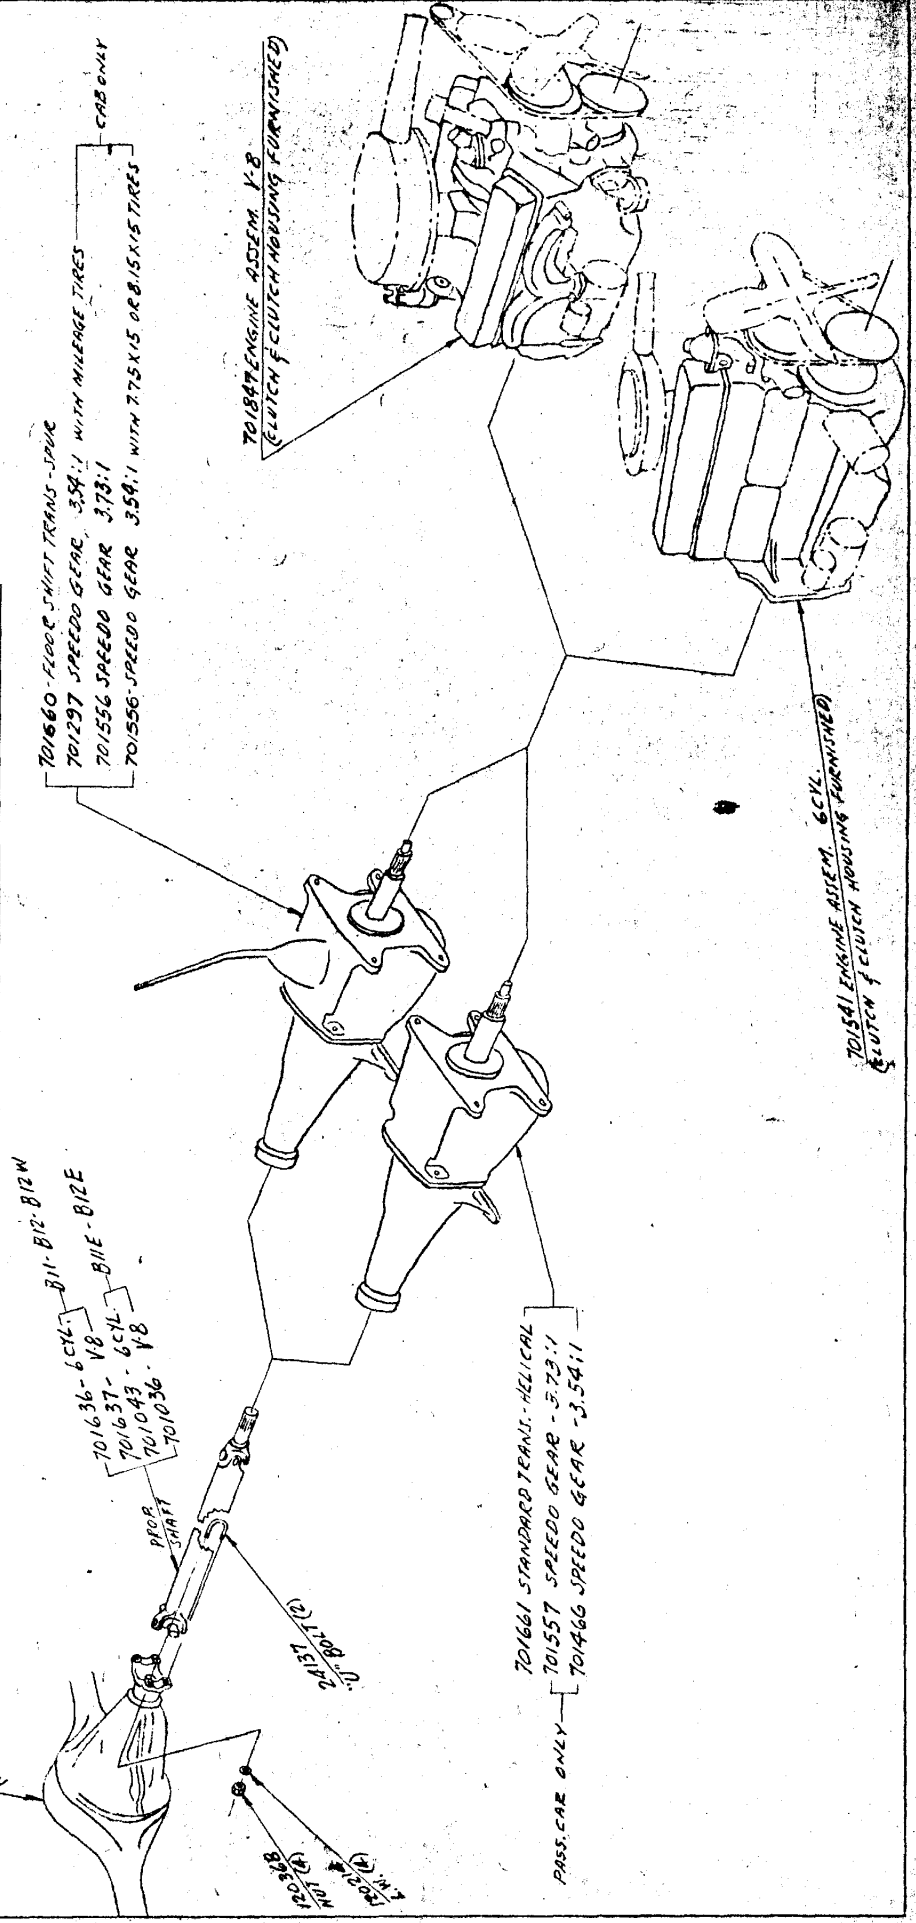 701660-FLOOR SHIFT TRANS-SPUR
701297 SPEEDO GEAR, 3.54:1 WITH MILEAGE TIRES
701556 SPEEDO GEAR 3.73:1
701556-SPEEDO GEAR 3.54:1 WITH 7.75X15 OR 8.15X15 TIRES
CAB ONLY
701847 ENGINE ASSEM. V-8
(CLUTCH & CLUTCH HOUSING FURNISHED)
701636 - 6CYL.
701637 - V-8
B11-B12-B12W
701043 - 6CYL.
701036 - V-8
B11E-B12E
PROP. SHAFT
24137
"U" BOLT (2)
120368
NUT (4)
120214
L.W. (4)
PASS. CAR ONLY
701661 STANDARD TRANS.-HELICAL
701557 SPEEDO GEAR - 3.73:1
701466 SPEEDO GEAR - 3.54:1
701541 ENGINE ASSEM. 6CYL.
(CLUTCH & CLUTCH HOUSING FURNISHED)